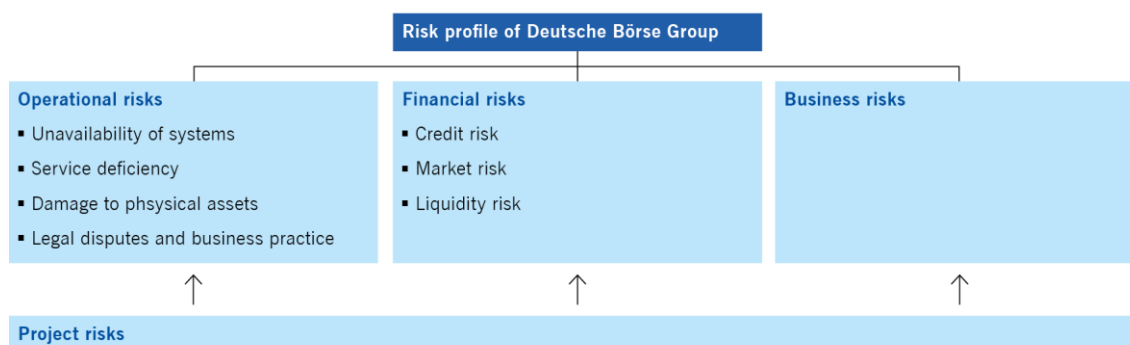 Risk profile of Deutsche Börse Group
Operational risks
▪ Unavailability of systems
▪ Service deficiency
▪ Damage to phsysical assets
▪ Legal disputes and business practice
Financial risks
▪ Credit risk
▪ Market risk
▪ Liquidity risk
Business risks
Project risks